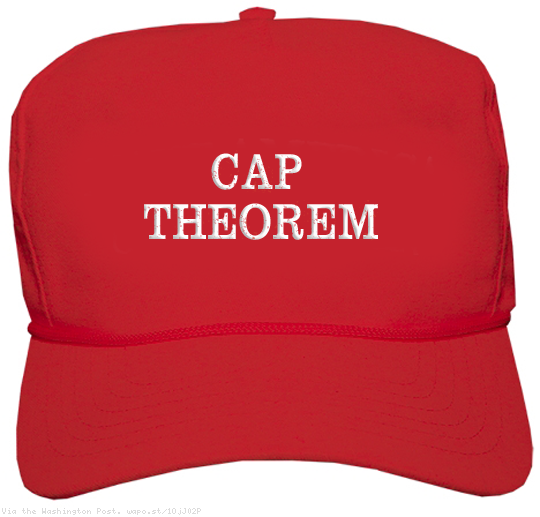 CAP
THEOREM
Via the Washington Post. wapo.st/1OJJ02P